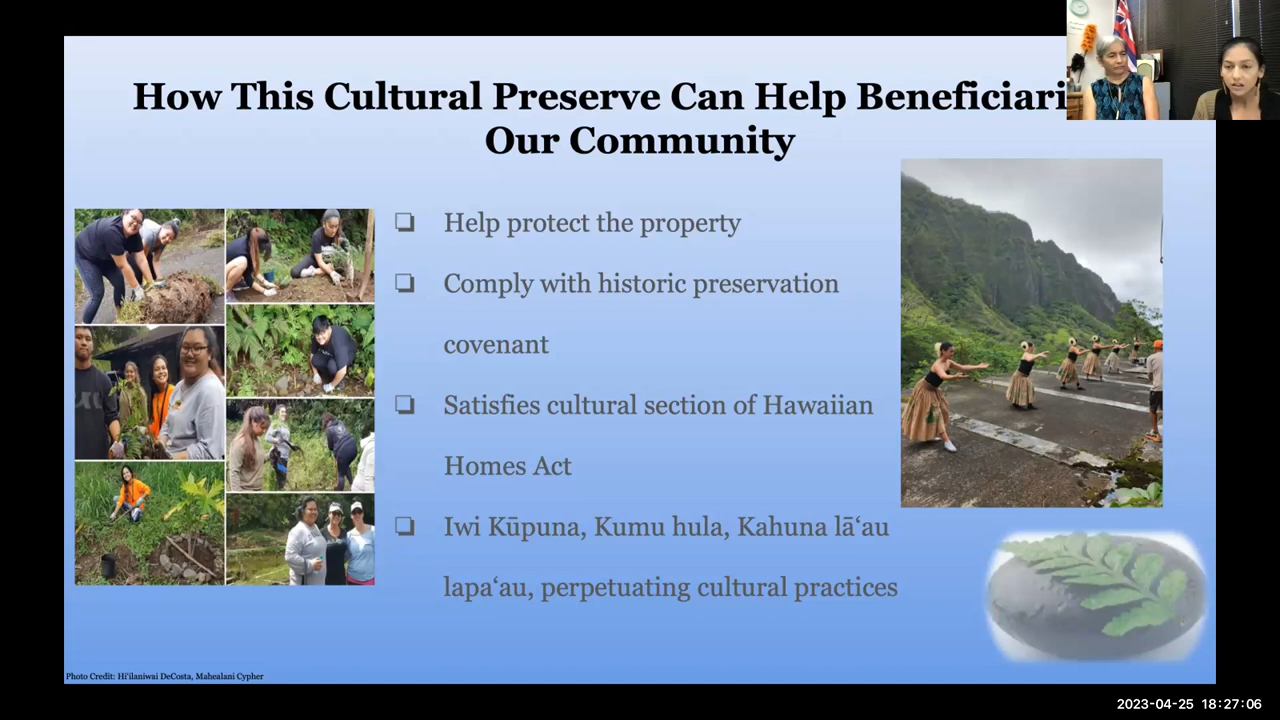 How This Cultural Preserve Can Help
Our Community
Help protect the property
Comply with historic preservation
covenant
Satisfies cultural section of Hawaiian
Homes Act
Iwi Kūpuna, Kumu hula, Kahuna lāʻau
lapaʻau, perpetuating cultural practices
Photo Credit: Hi'ilaniwai DeCosta, Mahealani Cypher
2023-04-25 18:27:06